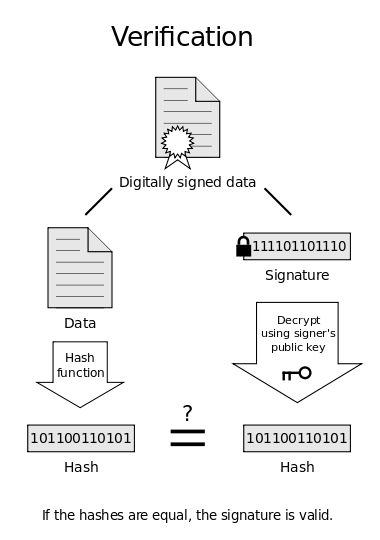 Verification
Digitally signed data
111101101110
Signature
Data
Decrypt
using signer's
public key
Hash
function
?
=
101100110101
101100110101
Hash
Hash
If the hashes are equal, the signature is valid.